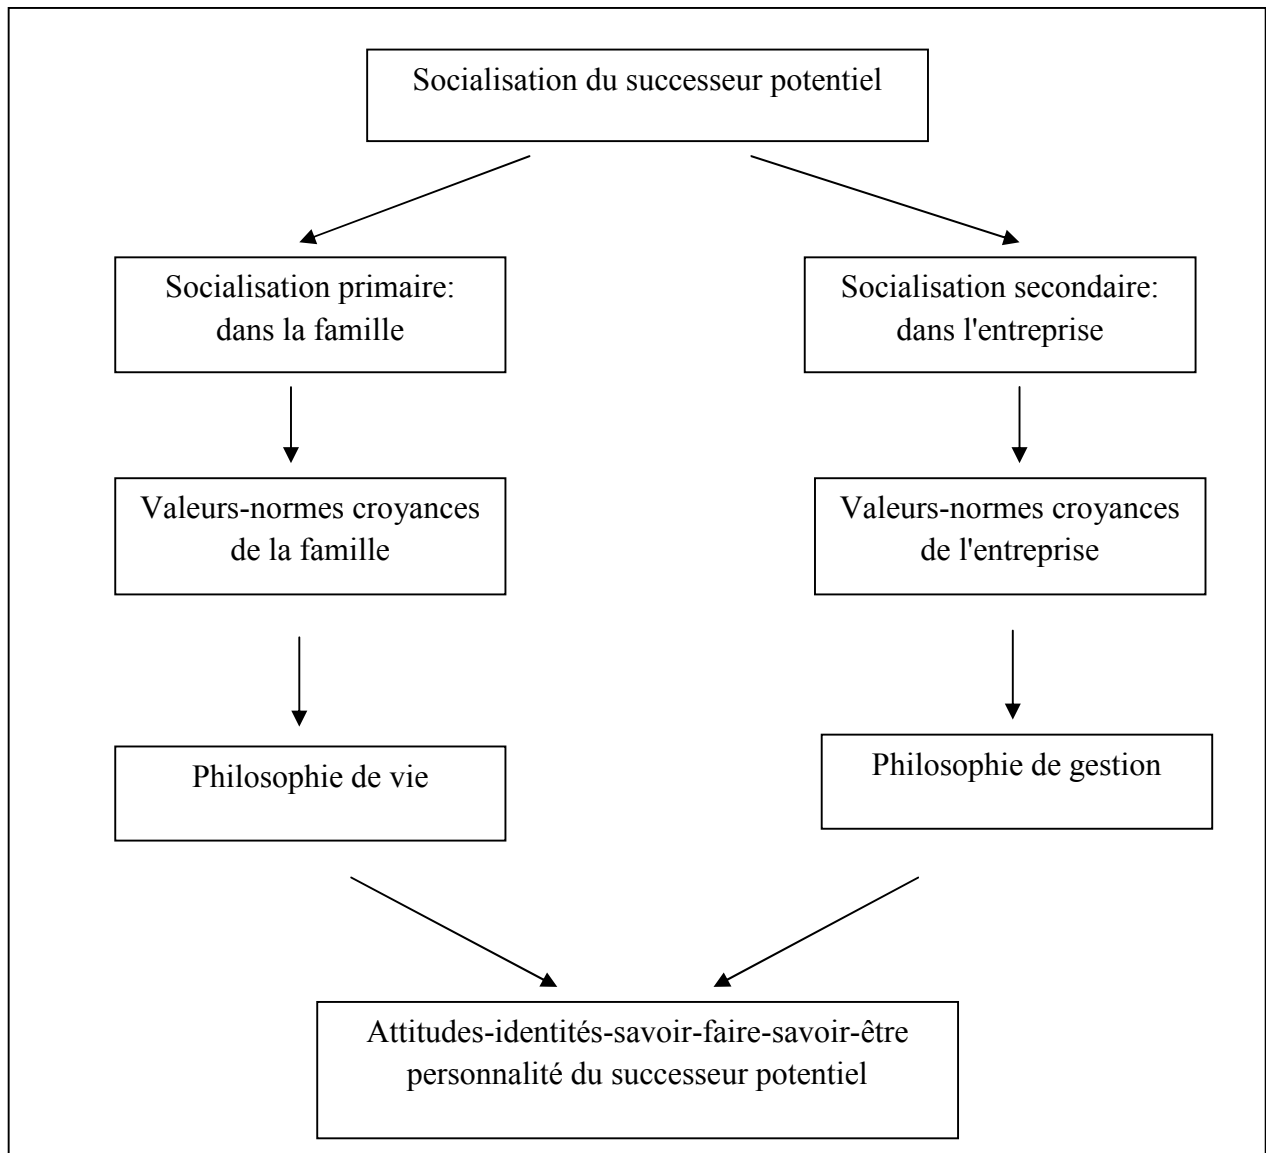 Socialisation du successeur potentiel
Socialisation primaire:
dans la famille
Socialisation secondaire:
dans l'entreprise
Valeurs-normes croyances
de la famille
Valeurs-normes croyances
de l'entreprise
Philosophie de vie
Philosophie de gestion
Attitudes-identités-savoir-faire-savoir-être
personnalité du successeur potentiel